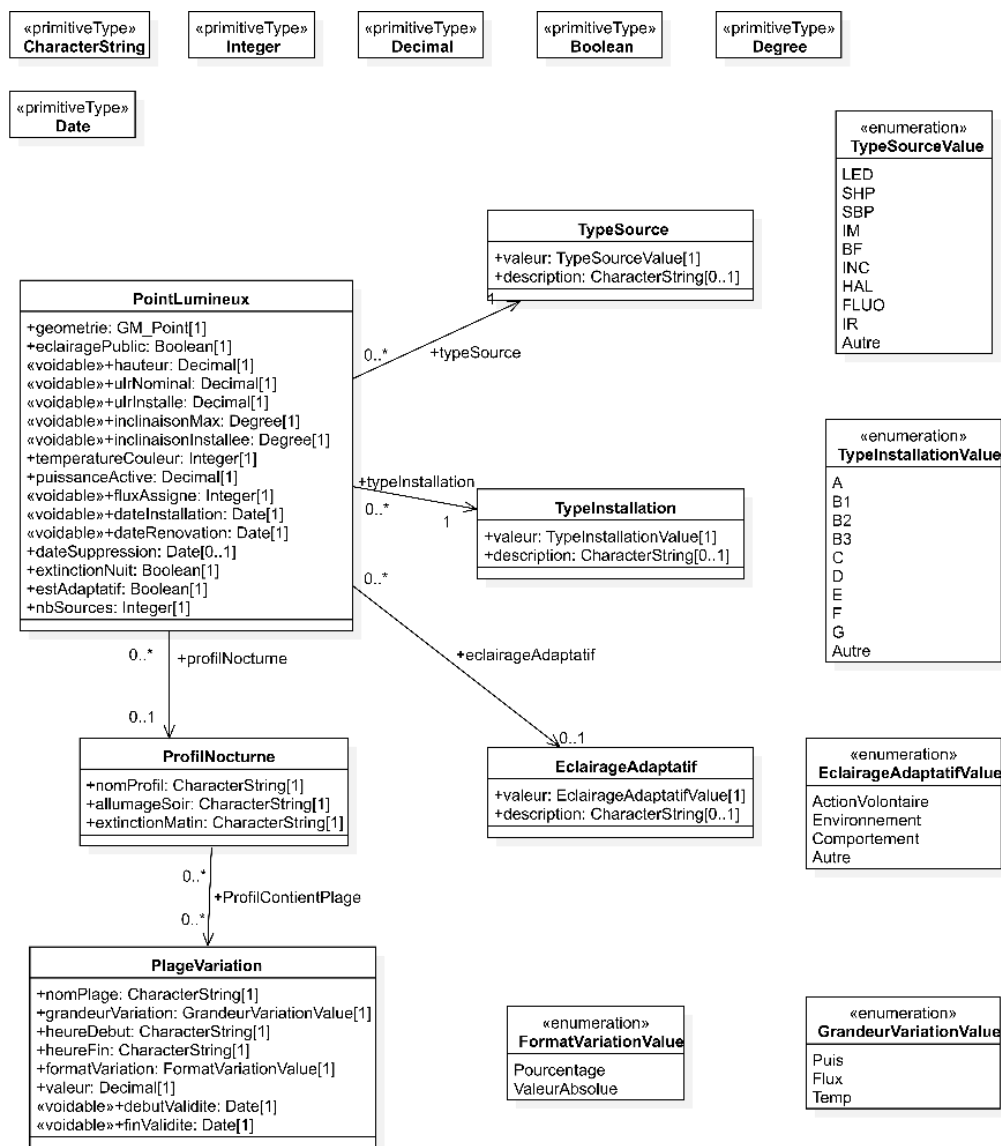 «primitiveType»
CharacterString
«primitiveType»
Integer
«primitiveType»
Decimal
«primitiveType»
Boolean
«primitiveType»
Degree
«primitiveType»
Date
«enumeration»
TypeSourceValue
LED
SHP
SBP
IM
BF
INC
HAL
FLUO
IR
Autre
TypeSource
+valeur: TypeSourceValue[1]
+description: CharacterString[0..1]
1
0..*
+typeSource
PointLumineux
+geometrie: GM_Point[1]
+eclairagePublic: Boolean[1]
«voidable»+hauteur: Decimal[1]
«voidable»+ulrNominal: Decimal[1]
«voidable»+ulrInstalle: Decimal[1]
«voidable»+inclinaisonMax: Degree[1]
«voidable»+inclinaisonInstallee: Degree[1]
+temperatureCouleur: Integer[1]
+puissanceActive: Decimal[1]
«voidable»+fluxAssigne: Integer[1]
«voidable»+dateInstallation: Date[1]
«voidable»+dateRenovation: Date[1]
+dateSuppression: Date[0..1]
+extinctionNuit: Boolean[1]
+estAdaptatif: Boolean[1]
+nbSources: Integer[1]
+typeInstallation
0..*
1
TypeInstallation
+valeur: TypeInstallationValue[1]
+description: CharacterString[0..1]
«enumeration»
TypeInstallationValue
A
B1
B2
B3
C
D
E
F
G
Autre
0..*
+eclairageAdaptatif
0..1
0..*
+profilNocturne
0..1
ProfilNocturne
+nomProfil: CharacterString[1]
+allumageSoir: CharacterString[1]
+extinctionMatin: CharacterString[1]
EclairageAdaptatif
+valeur: EclairageAdaptatifValue[1]
+description: CharacterString[0..1]
«enumeration»
EclairageAdaptatifValue
ActionVolontaire
Environnement
Comportement
Autre
0..*
+ProfilContientPlage
0..*
PlageVariation
+nomPlage: CharacterString[1]
+grandeurVariation: GrandeurVariationValue[1]
+heureDebut: CharacterString[1]
+heureFin: CharacterString[1]
+formatVariation: FormatVariationValue[1]
+valeur: Decimal[1]
«voidable»+debutValidite: Date[1]
«voidable»+finValidite: Date[1]
«enumeration»
FormatVariationValue
Pourcentage
ValeurAbsolue
«enumeration»
GrandeurVariationValue
Puis
Flux
Temp